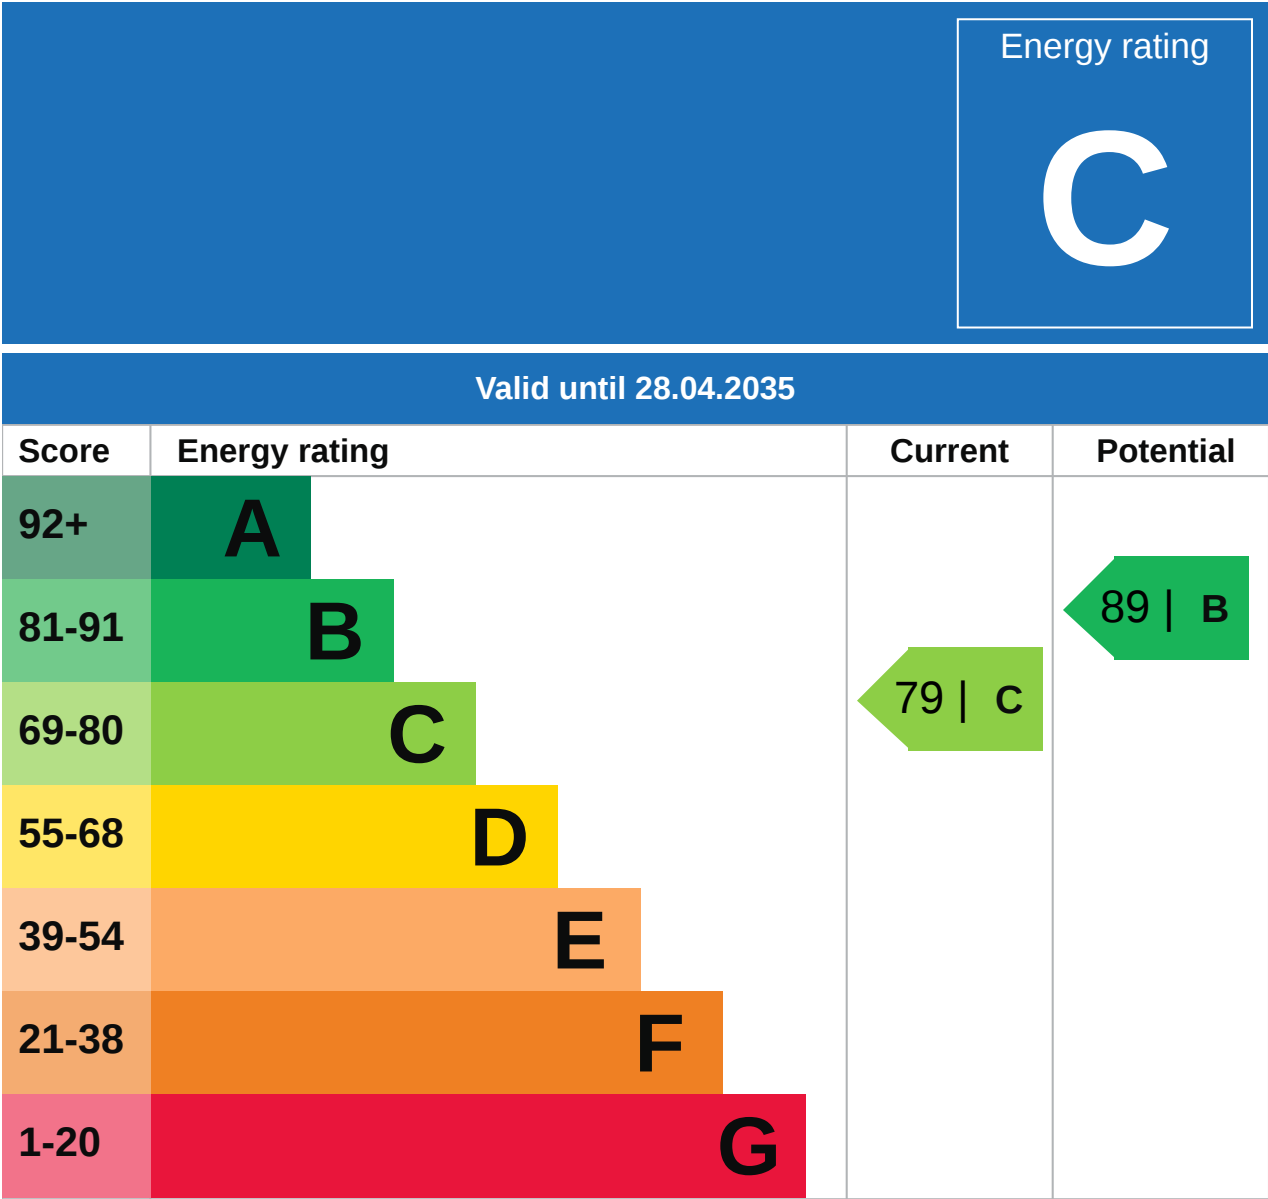 Energy rating
C
Valid until 28.04.2035
Score Energy rating Current Potential
92+ A
81-91 B 89 | B
69-80 C 79 | C
55-68 D
39-54 E
21-38 F
1-20 G